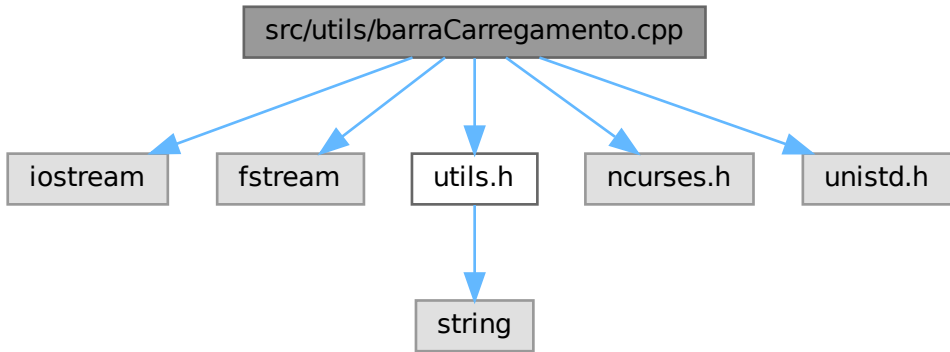 src/utils/barraCarregamento.cpp
iostream
fstream
utils.h
ncurses.h
unistd.h
string